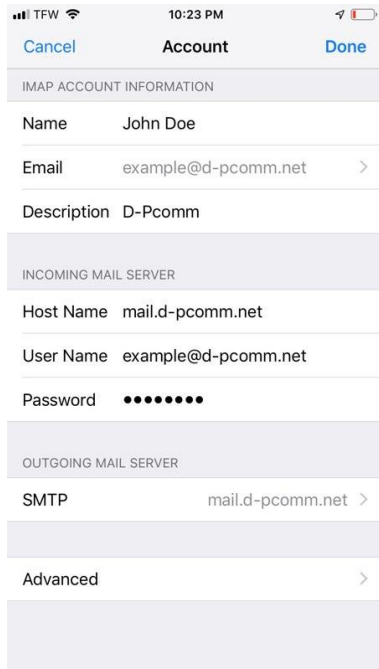 TFW 10:23 PM
Cancel Account Done
IMAP ACCOUNT INFORMATION
Name John Doe
Email example@d-pcomm.net
Description D-Pcomm
INCOMING MAIL SERVER
Host Name mail.d-pcomm.net
User Name example@d-pcomm.net
Password ●●●●●●●●
OUTGOING MAIL SERVER
SMTP mail.d-pcomm.net
Advanced